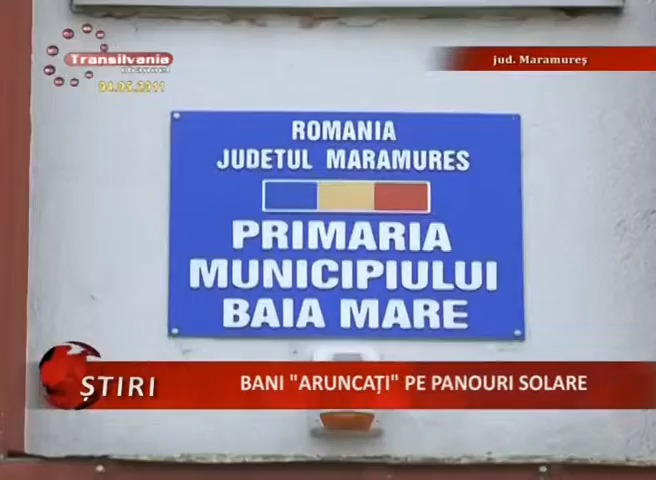 Transilvania
channel
04.05.2011
jud. Maramureş
ROMANIA
JUDETUL MARAMURES
PRIMARIA
MUNICIPIULUI
BAIA MARE
ŞTIRI
BANI "ARUNCAŢI" PE PANOURI SOLARE